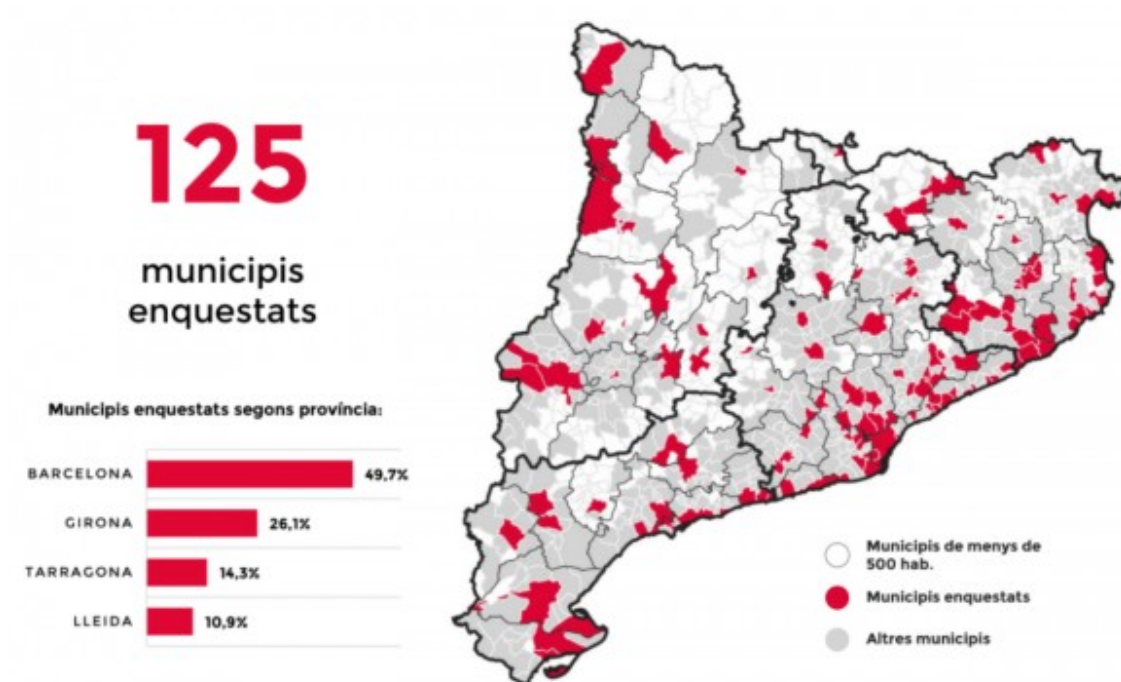 125
municipis
enquestats
Municipis enquestats segons província:
BARCELONA 49.7%
GIRONA 26,1%
TARRAGONA 14,3%
LLEIDA 10,9%
Municipis de menys de
500 hab.
Municipis enquestats
Altres municipis